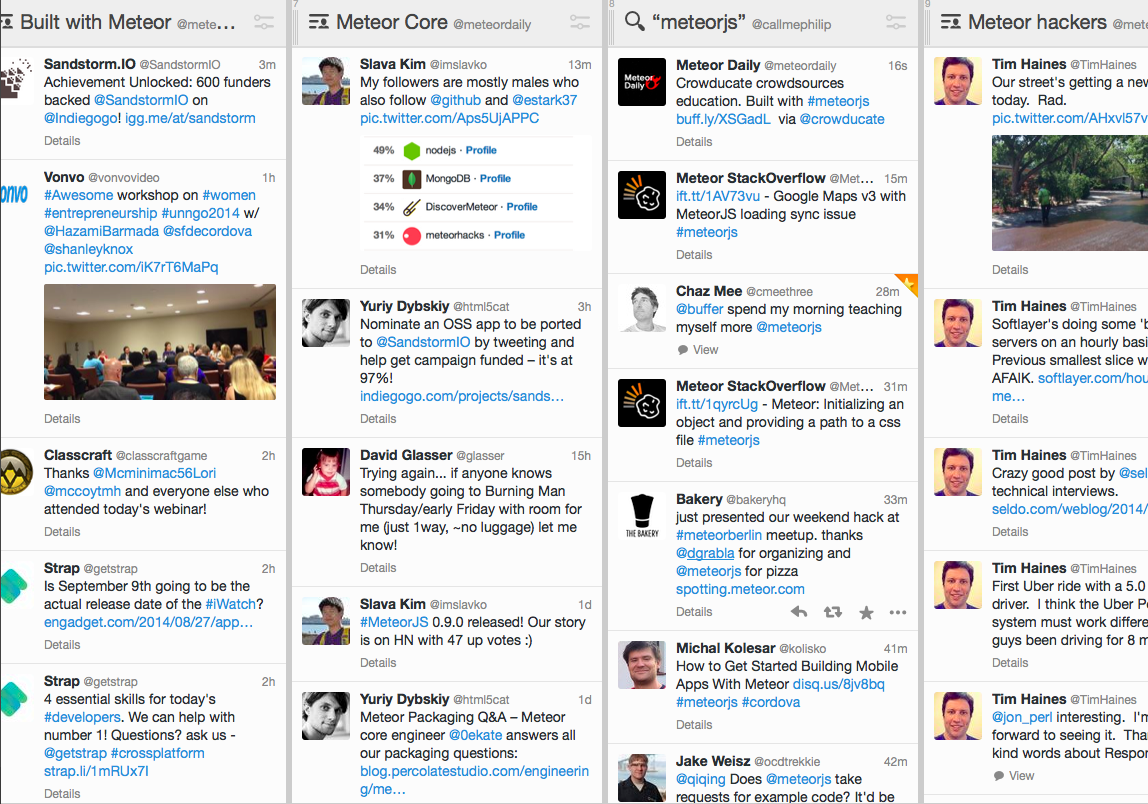 Built with Meteor @mete…
Sandstorm.IO @SandstormIO 3m
Achievement Unlocked: 600 funders
backed @SandstormIO on
@Indiegogo! igg.me/at/sandstorm
Details
Vonvo @vonvovideo 1h
#Awesome workshop on #women
#entrepreneurship #unngo2014 w/
@HazamiBarmada @sfdecordova
@shanleyknox
pic.twitter.com/iK7rT6MaPq
Details
Classcraft @classcraftgame 2h
Thanks @Mcminimac56Lori
@mccoytmh and everyone else who
attended today's webinar!
Details
Strap @getstrap 2h
Is September 9th going to be the
actual release date of the #iWatch?
engadget.com/2014/08/27/app…
Details
Strap @getstrap 2h
4 essential skills for today's
#developers. We can help with
number 1! Questions? ask us -
@getstrap #crossplatform
strap.li/1mRUx7I
Details
7
Meteor Core @meteordaily
Slava Kim @imslavko 13m
My followers are mostly males who
also follow @github and @estark37
pic.twitter.com/Aps5UjAPPC
49% nodejs · Profile
37% MongoDB · Profile
34% DiscoverMeteor · Profile
31% meteorhacks · Profile
Details
Yuriy Dybskiy @html5cat 3h
Nominate an OSS app to be ported
to @SandstormIO by tweeting and
help get campaign funded – it's at
97%!
indiegogo.com/projects/sands…
Details
David Glasser @glasser 15h
Trying again... if anyone knows
somebody going to Burning Man
Thursday/early Friday with room for
me (just 1way, ~no luggage) let me
know!
Details
Slava Kim @imslavko 1d
#MeteorJS 0.9.0 released! Our story
is on HN with 47 up votes :)
Details
Yuriy Dybskiy @html5cat 1d
Meteor Packaging Q&A – Meteor
core engineer @0ekate answers all
our packaging questions:
blog.percolatestudio.com/engineerin
g/me…
8
"meteorjs" @callmephilip
Meteor Daily
Meteor Daily @meteordaily 16s
Crowducate crowdsources
education. Built with #meteorjs
buff.ly/XSGadL via @crowducate
Details
Meteor StackOverflow @Met… 15m
ift.tt/1AV73vu - Google Maps v3 with
MeteorJS loading sync issue
#meteorjs
Details
Chaz Mee @cmeethree 28m
@buffer spend my morning teaching
myself more @meteorjs
View
Meteor StackOverflow @Met… 31m
ift.tt/1qyrcUg - Meteor: Initializing an
object and providing a path to a css
file #meteorjs
Details
THE BAKERY
Bakery @bakeryhq 33m
just presented our weekend hack at
#meteorberlin meetup. thanks
@dgrabla for organizing and
@meteorjs for pizza
spotting.meteor.com
Details
Michal Kolesar @kolisko 41m
How to Get Started Building Mobile
Apps With Meteor disq.us/8jv8bq
#meteorjs #cordova
Details
Jake Weisz @ocdtrekkie 42m
@qiqing Does @meteorjs take
requests for example code? It'd be
9
Meteor hackers @mete
Tim Haines @TimHaines
Our street's getting a new
today. Rad.
pic.twitter.com/AHxvl57v
Details
Tim Haines @TimHaines
Softlayer's doing some 'b
servers on an hourly basi
Previous smallest slice w
AFAIK. softlayer.com/hou
me…
Details
Tim Haines @TimHaines
Crazy good post by @sel
technical interviews.
seldo.com/weblog/2014/
Details
Tim Haines @TimHaines
First Uber ride with a 5.0
driver. I think the Uber P
system must work differe
guys been driving for 8 m
Details
Tim Haines @TimHaines
@jon_perl interesting. I'm
forward to seeing it. Tha
kind words about Respon
View